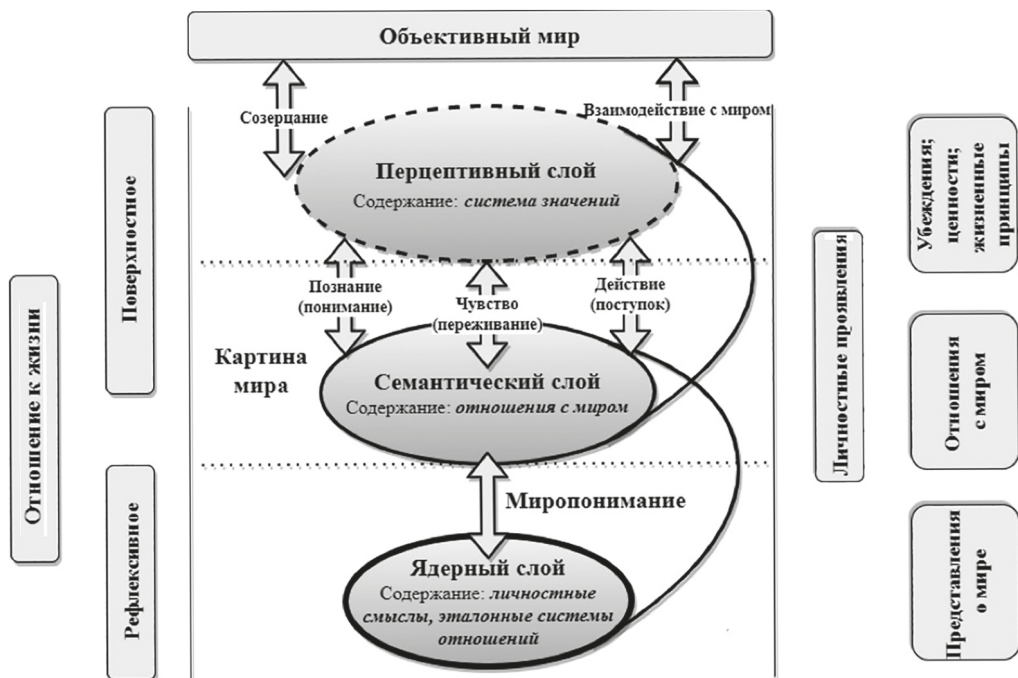 Объективный мир
Созерцание
Взаимодействие с миром
Перцептивный слой
Содержание: система значений
Познание
(понимание)
Чувство
(переживание)
Действие
(поступок)
Картина
мира
Семантический слой
Содержание: отношения с миром
Миропонимание
Ядерный слой
Содержание: личностные
смыслы, эталонные системы
отношений
Отношение к жизни
Поверхностное
Рефлексивное
Личностные проявления
Убеждения;
ценности;
жизненные
принципы
Отношения
с миром
Представления
о мире